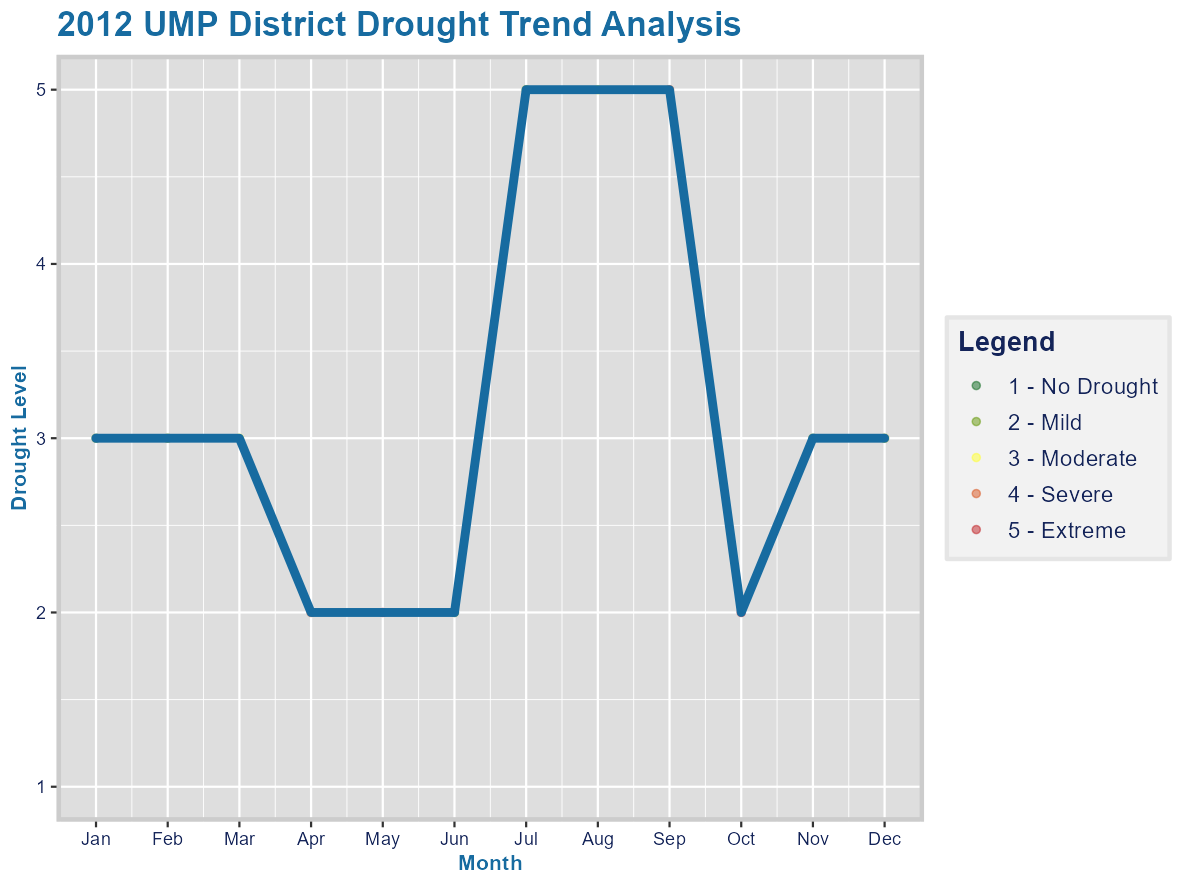 2012 UMP District Drought Trend Analysis
Drought Level
5
4
3
2
1
Jan Feb Mar Apr May Jun Jul Aug Sep Oct Nov Dec
Month
Legend
1 - No Drought
2 - Mild
3 - Moderate
4 - Severe
5 - Extreme